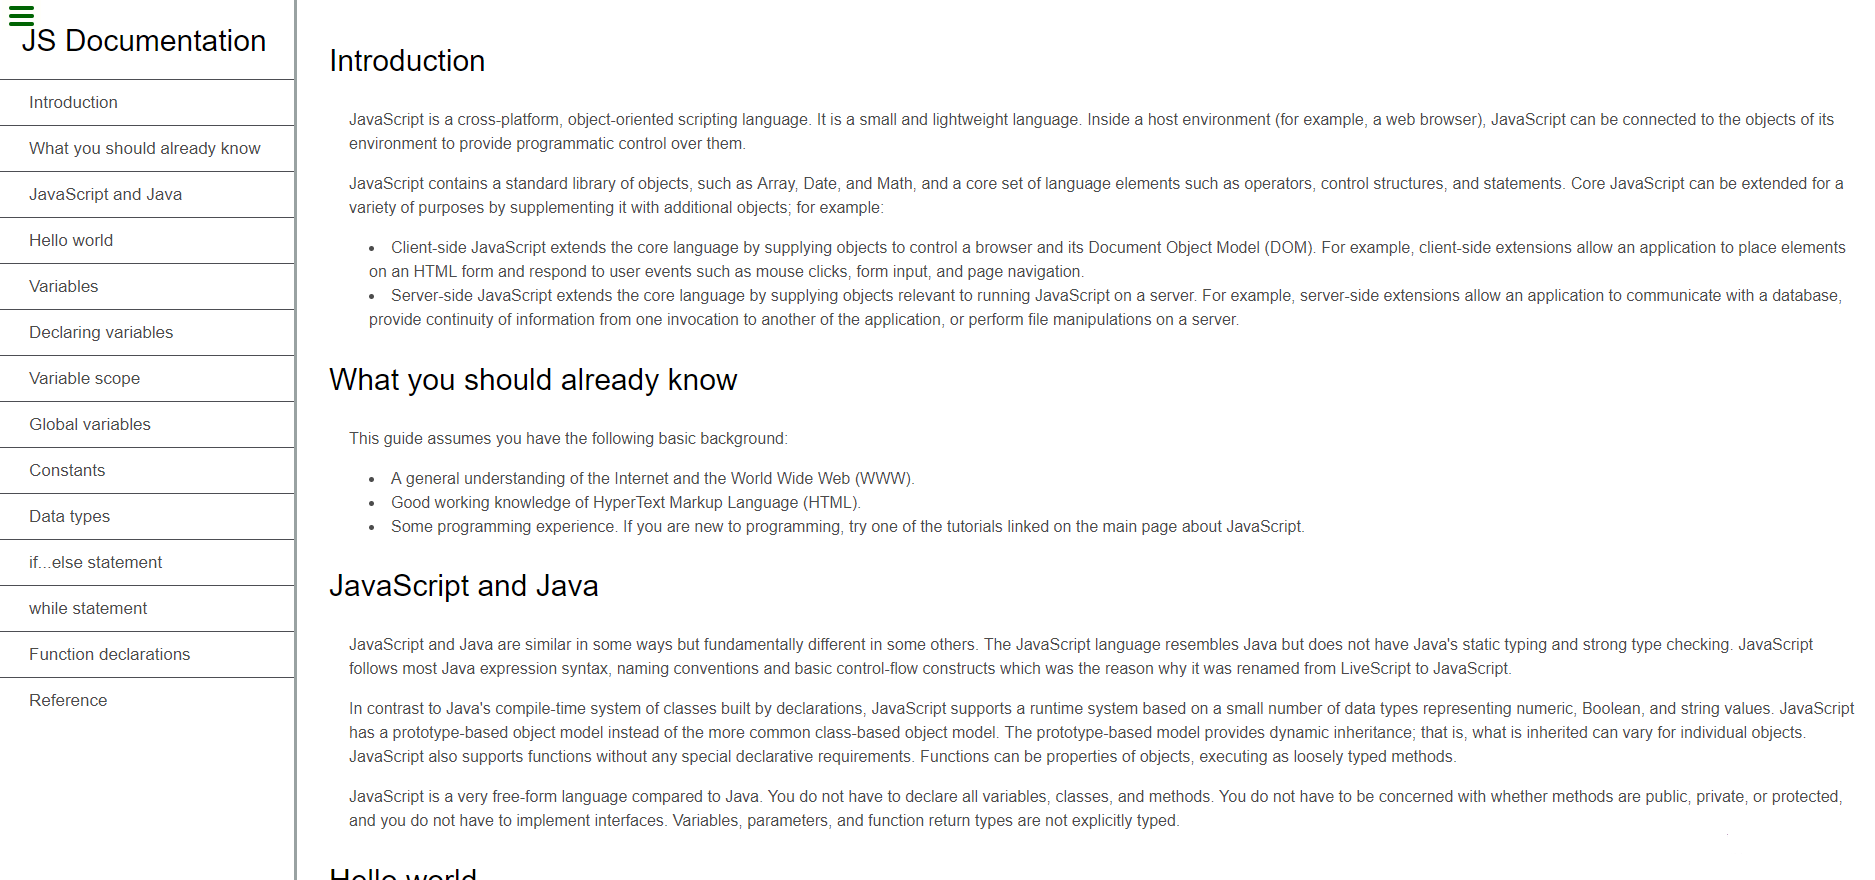 JS Documentation
Introduction
What you should already know
JavaScript and Java
Hello world
Variables
Declaring variables
Variable scope
Global variables
Constants
Data types
if...else statement
while statement
Function declarations
Reference
Introduction
JavaScript is a cross-platform, object-oriented scripting language. It is a small and lightweight language. Inside a host environment (for example, a web browser), JavaScript can be connected to the objects of its
environment to provide programmatic control over them.
JavaScript contains a standard library of objects, such as Array, Date, and Math, and a core set of language elements such as operators, control structures, and statements. Core JavaScript can be extended for a
variety of purposes by supplementing it with additional objects; for example:
• Client-side JavaScript extends the core language by supplying objects to control a browser and its Document Object Model (DOM). For example, client-side extensions allow an application to place elements
on an HTML form and respond to user events such as mouse clicks, form input, and page navigation.
• Server-side JavaScript extends the core language by supplying objects relevant to running JavaScript on a server. For example, server-side extensions allow an application to communicate with a database,
provide continuity of information from one invocation to another of the application, or perform file manipulations on a server.
What you should already know
This guide assumes you have the following basic background:
• A general understanding of the Internet and the World Wide Web (WWW).
• Good working knowledge of HyperText Markup Language (HTML).
• Some programming experience. If you are new to programming, try one of the tutorials linked on the main page about JavaScript.
JavaScript and Java
JavaScript and Java are similar in some ways but fundamentally different in some others. The JavaScript language resembles Java but does not have Java's static typing and strong type checking. JavaScript
follows most Java expression syntax, naming conventions and basic control-flow constructs which was the reason why it was renamed from LiveScript to JavaScript.
In contrast to Java's compile-time system of classes built by declarations, JavaScript supports a runtime system based on a small number of data types representing numeric, Boolean, and string values. JavaScript
has a prototype-based object model instead of the more common class-based object model. The prototype-based model provides dynamic inheritance; that is, what is inherited can vary for individual objects.
JavaScript also supports functions without any special declarative requirements. Functions can be properties of objects, executing as loosely typed methods.
JavaScript is a very free-form language compared to Java. You do not have to declare all variables, classes, and methods. You do not have to be concerned with whether methods are public, private, or protected,
and you do not have to implement interfaces. Variables, parameters, and function return types are not explicitly typed.
Hello world